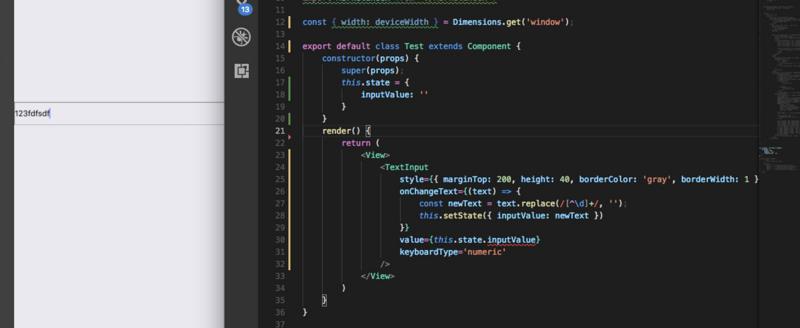 13
11
12 const { width: deviceWidth } = Dimensions.get('window');
13
14 export default class Test extends Component {
15 constructor(props) {
16 super(props);
17 this.state = {
18 inputValue: ''
19 }
20 }
21 render() {
22 return (
23 <View>
24 <TextInput
25 style={{ marginTop: 200, height: 40, borderColor: 'gray', borderWidth: 1 }
26 onChangeText={(text) => {
27 const newText = text.replace(/[^\d]+/, '');
28 this.setState({ inputValue: newText })
29 }}
30 value={this.state.inputValue}
31 keyboardType='numeric'
32 />
33 </View>
34 )
35 }
36 }
37
123fdfsdf